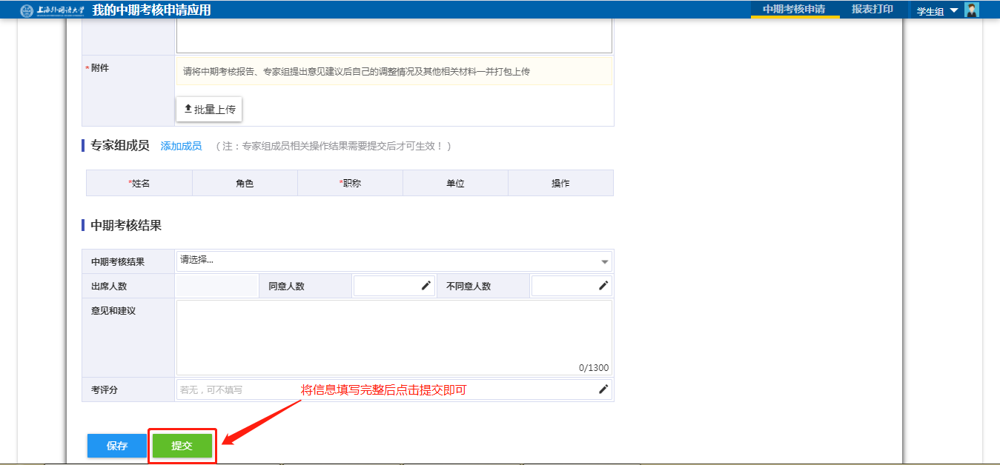 上海外国语大学 我的中期考核申请应用 中期考核申请 报表打印 学生组
*附件 请将中期考核报告、专家组提出意见建议后自己的调整情况及其他相关材料一并打包上传
批量上传
专家组成员 添加成员 （注：专家组成员相关操作结果需要提交后才可生效！）
*姓名 角色 *职称 单位 操作
中期考核结果
中期考核结果 请选择...
出席人数 同意人数 不同意人数
意见和建议
0/1300
考评分 若无，可不填写 将信息填写完整后点击提交即可
保存 提交